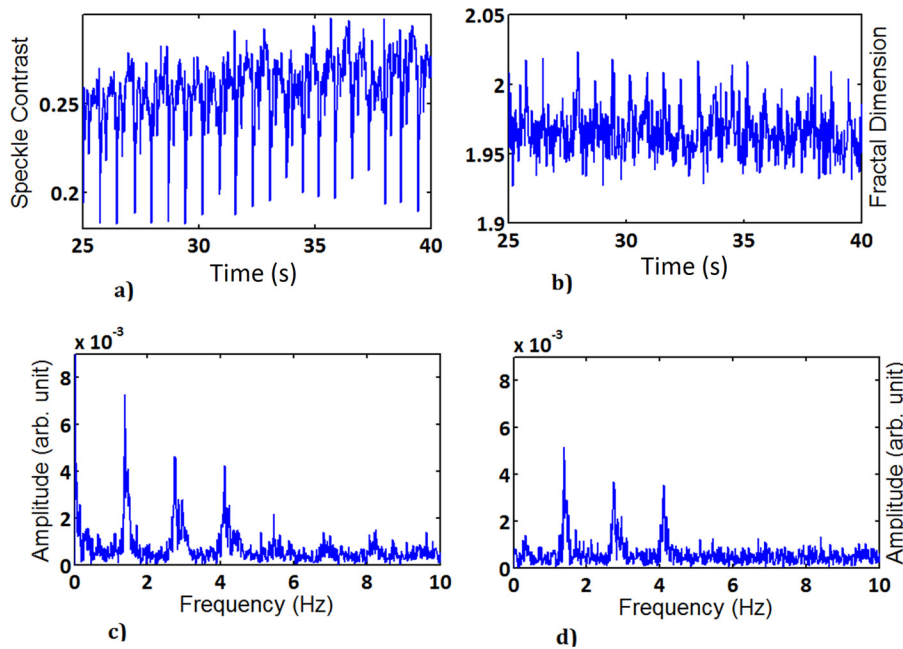 Speckle Contrast
0.25
0.2
25 30 35 40
Time (s)
a)
2.05
2
1.95
1.9
Fractal Dimension
25 30 35 40
Time (s)
b)
x 10⁻³
8
6
4
2
0
Amplitude (arb. unit)
0 2 4 6 8 10
Frequency (Hz)
c)
x 10⁻³
8
6
4
2
0
Amplitude (arb. unit)
0 2 4 6 8 10
Frequency (Hz)
d)